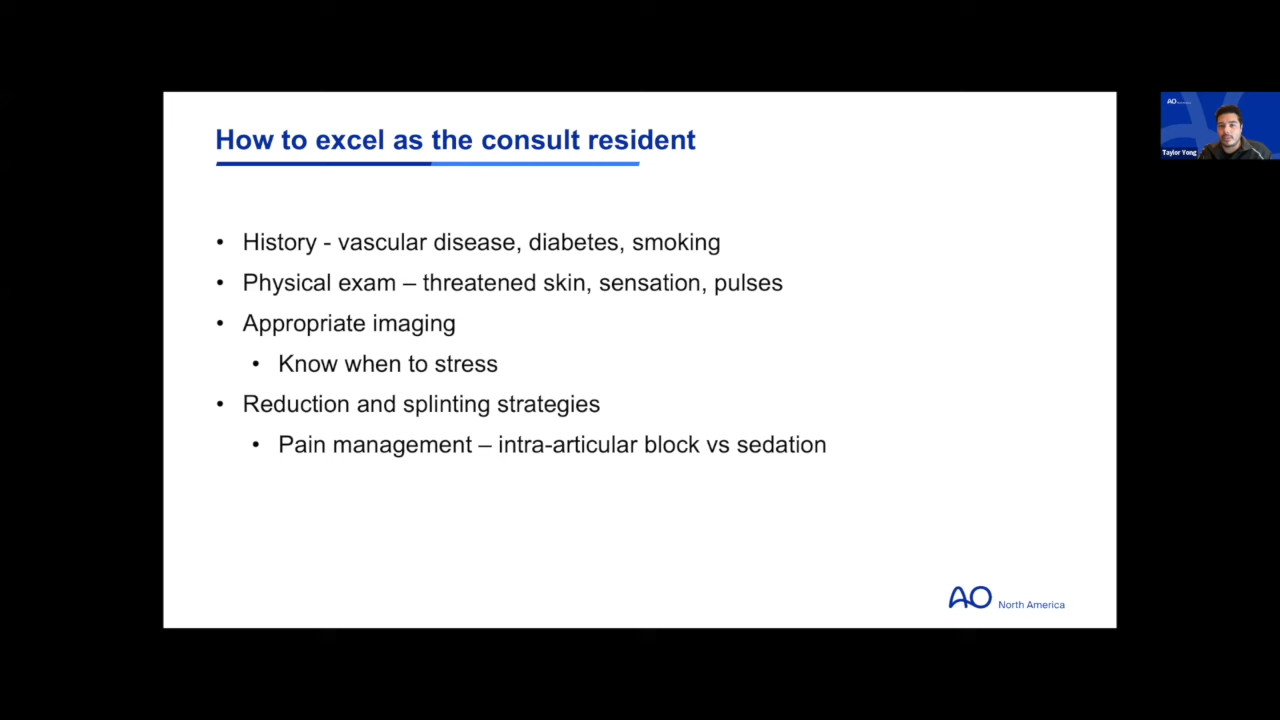 How to excel as the consult resident
• History - vascular disease, diabetes, smoking
• Physical exam – threatened skin, sensation, pulses
• Appropriate imaging
• Know when to stress
• Reduction and splinting strategies
• Pain management – intra-articular block vs sedation
AO North America
AO
Taylor Yong